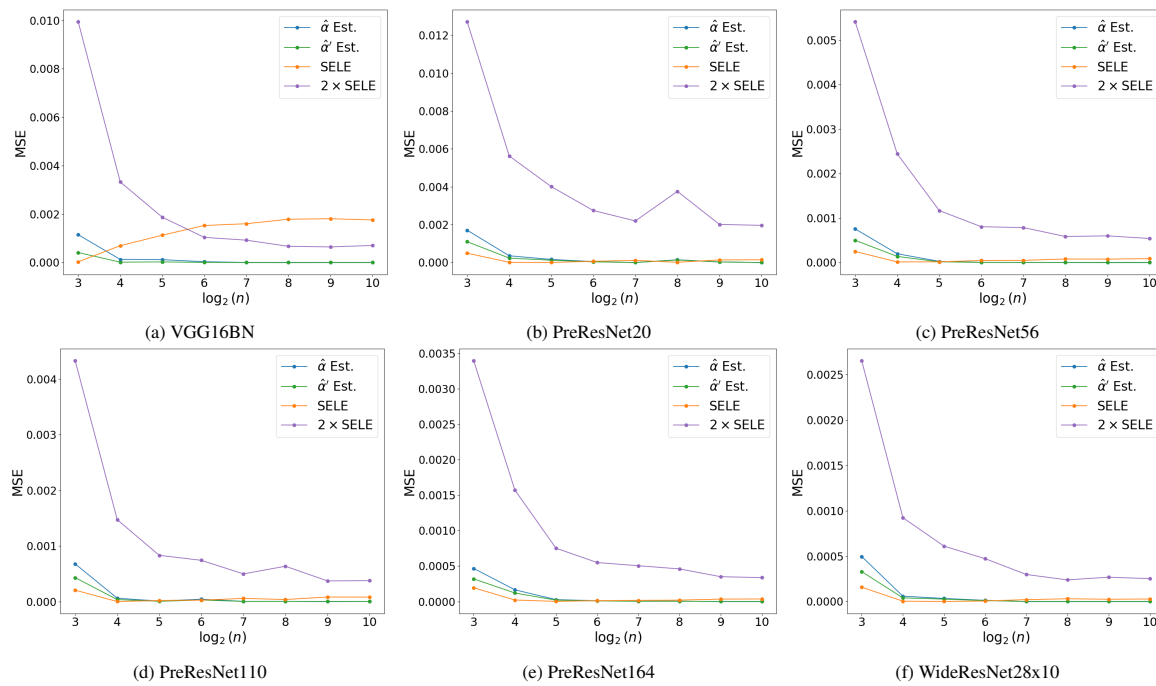 0.010
0.008
0.006
0.004
0.002
0.000
MSE
3 4 5 6 7 8 9 10
log₂ (n)
α̂ Est.
α̂′ Est.
SELE
2 × SELE
(a) VGG16BN
0.012
0.010
0.008
0.006
0.004
0.002
0.000
MSE
3 4 5 6 7 8 9 10
log₂ (n)
α̂ Est.
α̂′ Est.
SELE
2 × SELE
(b) PreResNet20
0.005
0.004
0.003
0.002
0.001
0.000
MSE
3 4 5 6 7 8 9 10
log₂ (n)
α̂ Est.
α̂′ Est.
SELE
2 × SELE
(c) PreResNet56
0.004
0.003
0.002
0.001
0.000
MSE
3 4 5 6 7 8 9 10
log₂ (n)
α̂ Est.
α̂′ Est.
SELE
2 × SELE
(d) PreResNet110
0.0035
0.0030
0.0025
0.0020
0.0015
0.0010
0.0005
0.0000
MSE
3 4 5 6 7 8 9 10
log₂ (n)
α̂ Est.
α̂′ Est.
SELE
2 × SELE
(e) PreResNet164
0.0025
0.0020
0.0015
0.0010
0.0005
0.0000
MSE
3 4 5 6 7 8 9 10
log₂ (n)
α̂ Est.
α̂′ Est.
SELE
2 × SELE
(f) WideResNet28x10